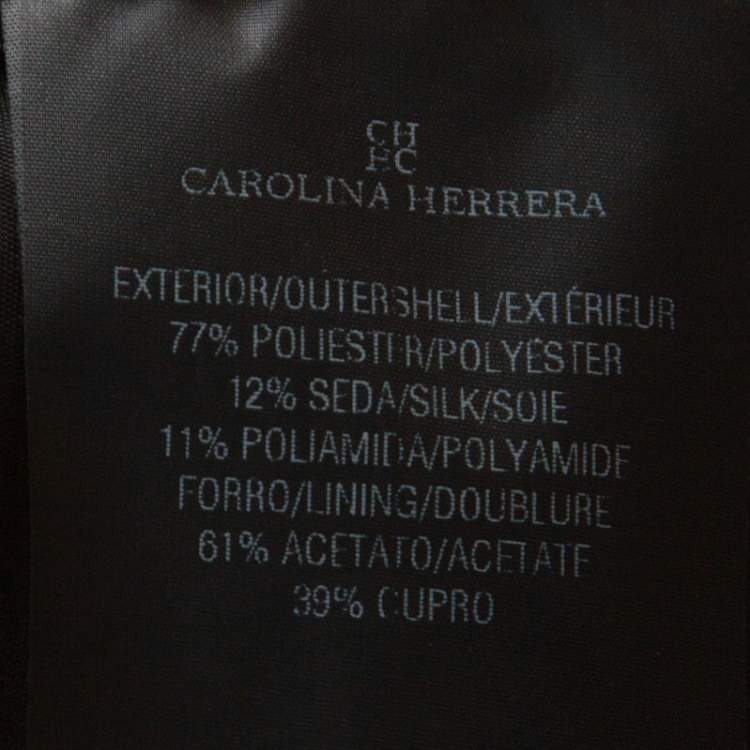 CH
HC
CAROLINA HERRERA
EXTERIOR/OUTERSHELL/EXTÉRIEUR
77% POLIESTER/POLYÉSTER
12% SEDA/SILK/SOIE
11% POLIAMIDA/POLYAMIDE
FORRO/LINING/DOUBLURE
61% ACETATO/ACETATE
39% CUPRO